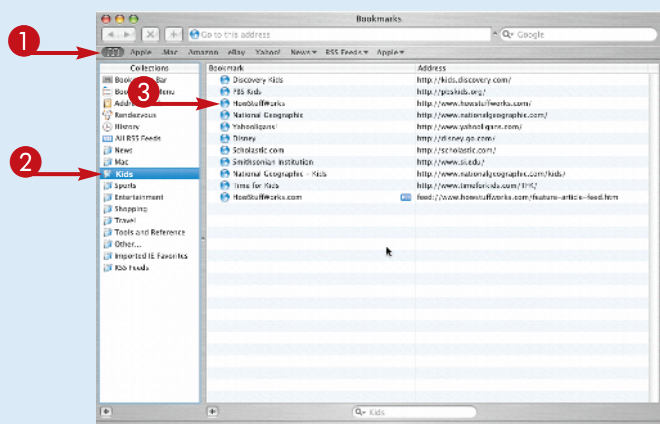 Bookmarks
Go to this address
Google
1
Apple Mac Amazon eBay Yahoo! News RSS Feeds Apple
Collections
Bookmark
Address
Bookmarks Bar
Discovery Kids
http://kids.discovery.com/
Bookmarks Menu
PBS Kids
http://pbskids.org/
3
Address
HowStuffWorks
http://www.howstuffworks.com/
Rendezvous
National Geographic
http://www.nationalgeographic.com/
History
Yahooligans!
http://www.yahooligans.com/
All RSS Feeds
Disney
http://disney.go.com/
News
Scholastic.com
http://scholastic.com/
2
Mac
Smithsonian Institution
http://www.si.edu/
Kids
National Geographic - Kids
http://www.nationalgeographic.com/kids/
Sports
Time for Kids
http://www.timeforkids.com/TFK/
Entertainment
HowStuffWorks.com
feed://www.howstuffworks.com/feature-article-feed.htm
Shopping
Travel
Tools and Reference
Other...
Imported IE Favorites
RSS Feeds
Kids